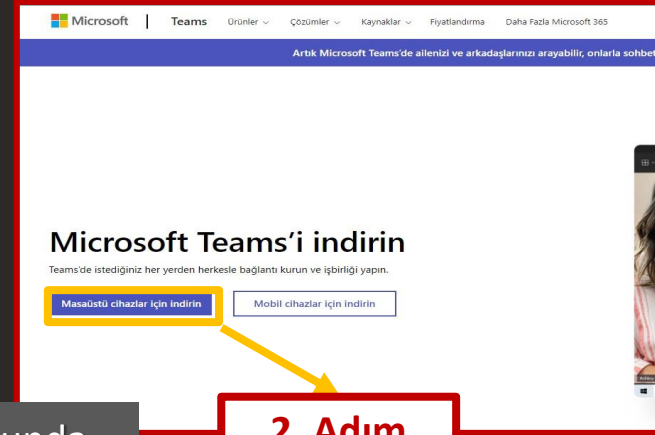 Microsoft | Teams Ürünler Çözümler Kaynaklar Fiyatlandırma Daha Fazla Microsoft 365
Artık Microsoft Teams'de ailenizi ve arkadaşlarınızı arayabilir, onlarla sohbet
Microsoft Teams'i indirin
Teams'de istediğiniz her yerden herkesle bağlantı kurun ve işbirliği yapın.
Masaüstü cihazlar için indirin
Mobil cihazlar için indirin
2. Adım